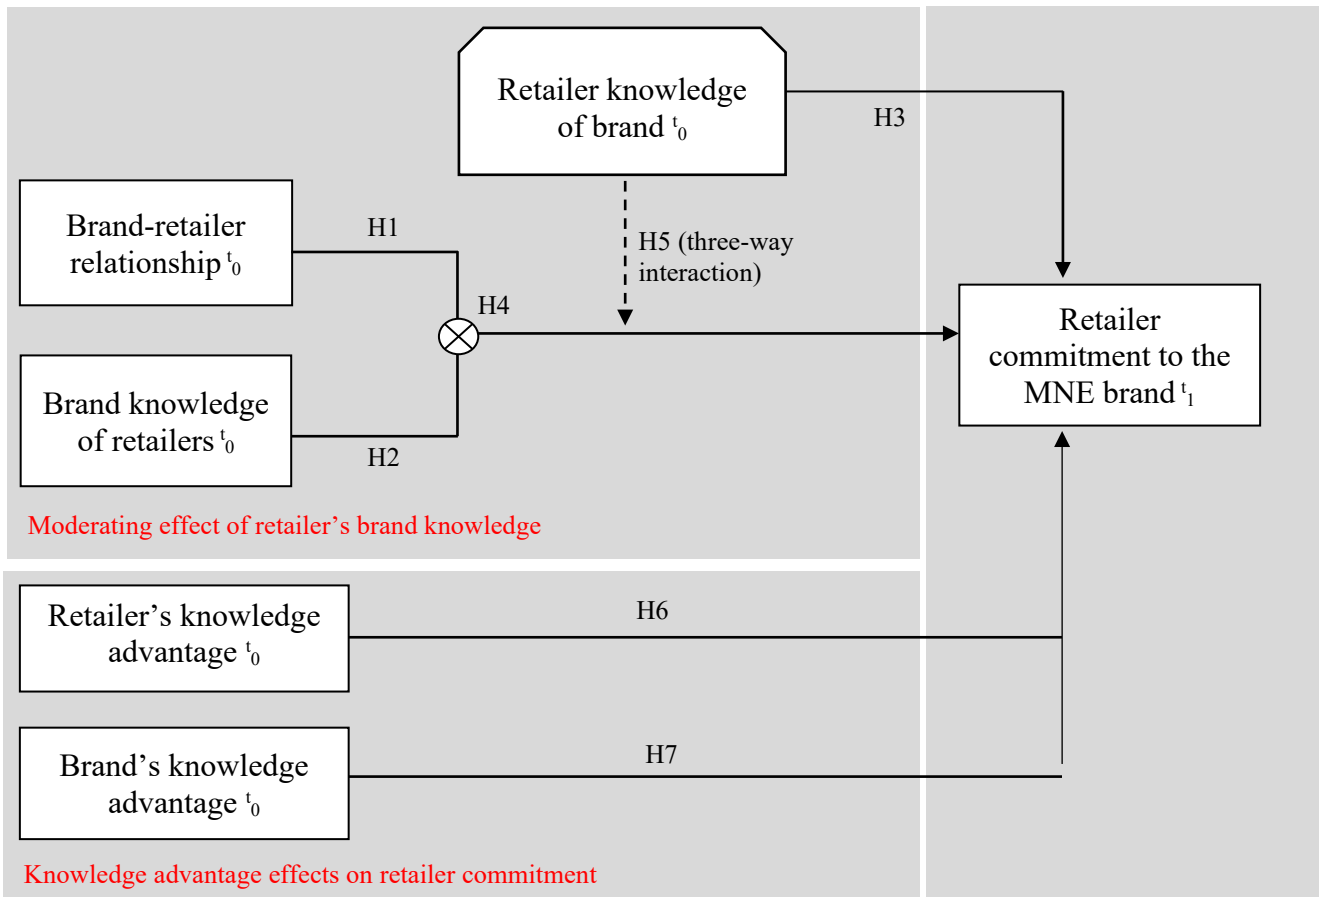 Retailer knowledge
of brand t0
H3
Brand-retailer
relationship t0
H1
H5 (three-way
interaction)
H4
Retailer
commitment to the
MNE brand t1
Brand knowledge
of retailers t0
H2
Moderating effect of retailer’s brand knowledge
Retailer’s knowledge
advantage t0
H6
Brand’s knowledge
advantage t0
H7
Knowledge advantage effects on retailer commitment